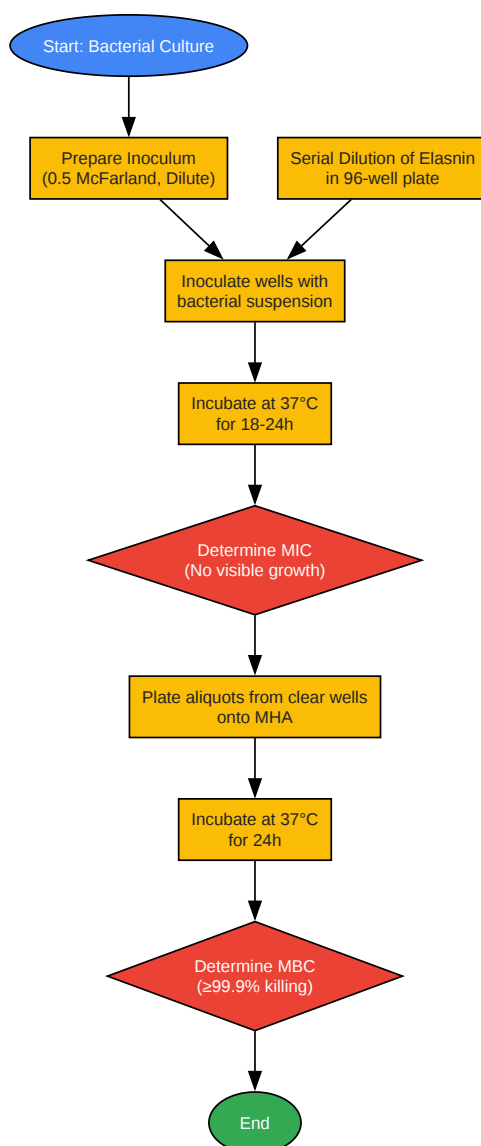 Start: Bacterial Culture
Prepare Inoculum
(0.5 McFarland, Dilute)
Serial Dilution of Elasnin
in 96-well plate
Inoculate wells with
bacterial suspension
Incubate at 37°C
for 18-24h
Determine MIC
(No visible growth)
Plate aliquots from clear wells
onto MHA
Incubate at 37°C
for 24h
Determine MBC
(≥99.9% killing)
End